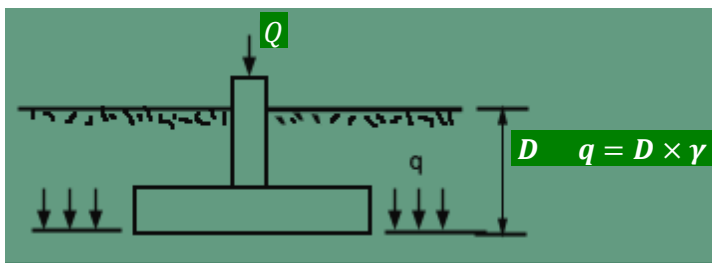 Q
q
D q = D × γ